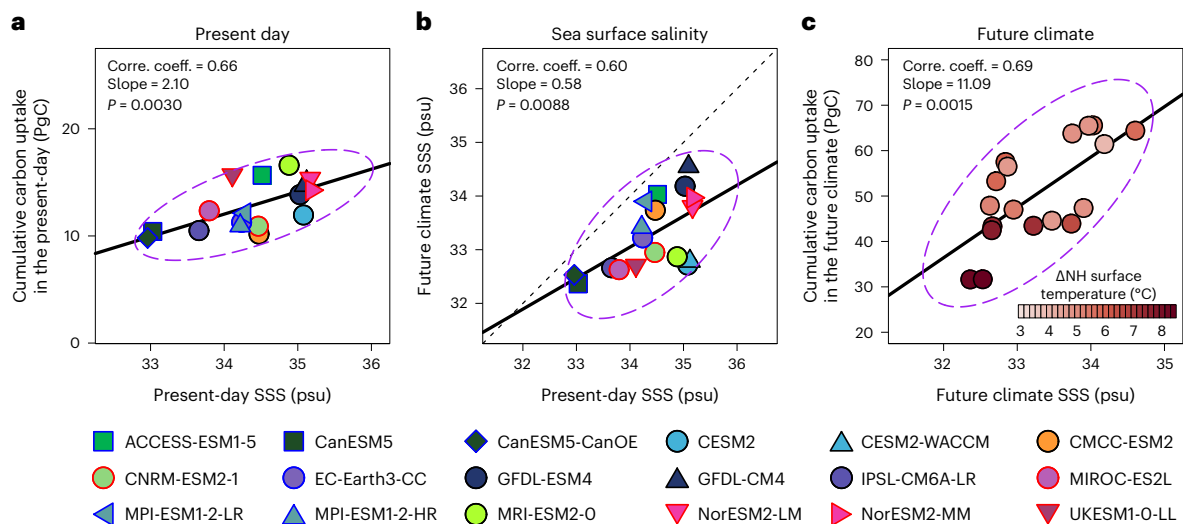 a
Present day
Corre. coeff. = 0.66
Slope = 2.10
P = 0.0030
Cumulative carbon uptake
in the present-day (PgC)
20
10
0
33 34 35 36
Present-day SSS (psu)
b
Sea surface salinity
Corre. coeff. = 0.60
Slope = 0.58
P = 0.0088
Future climate SSS (psu)
36
35
34
33
32
32 33 34 35 36
Present-day SSS (psu)
c
Future climate
Corre. coeff. = 0.69
Slope = 11.09
P = 0.0015
Cumulative carbon uptake
in the future climate (PgC)
80
70
60
50
40
30
20
ΔNH surface
temperature (°C)
3 4 5 6 7 8
32 33 34 35
Future climate SSS (psu)
ACCESS-ESM1-5 CanESM5 CanESM5-CanOE CESM2 CESM2-WACCM CMCC-ESM2
CNRM-ESM2-1 EC-Earth3-CC GFDL-ESM4 GFDL-CM4 IPSL-CM6A-LR MIROC-ES2L
MPI-ESM1-2-LR MPI-ESM1-2-HR MRI-ESM2-0 NorESM2-LM NorESM2-MM UKESM1-0-LL